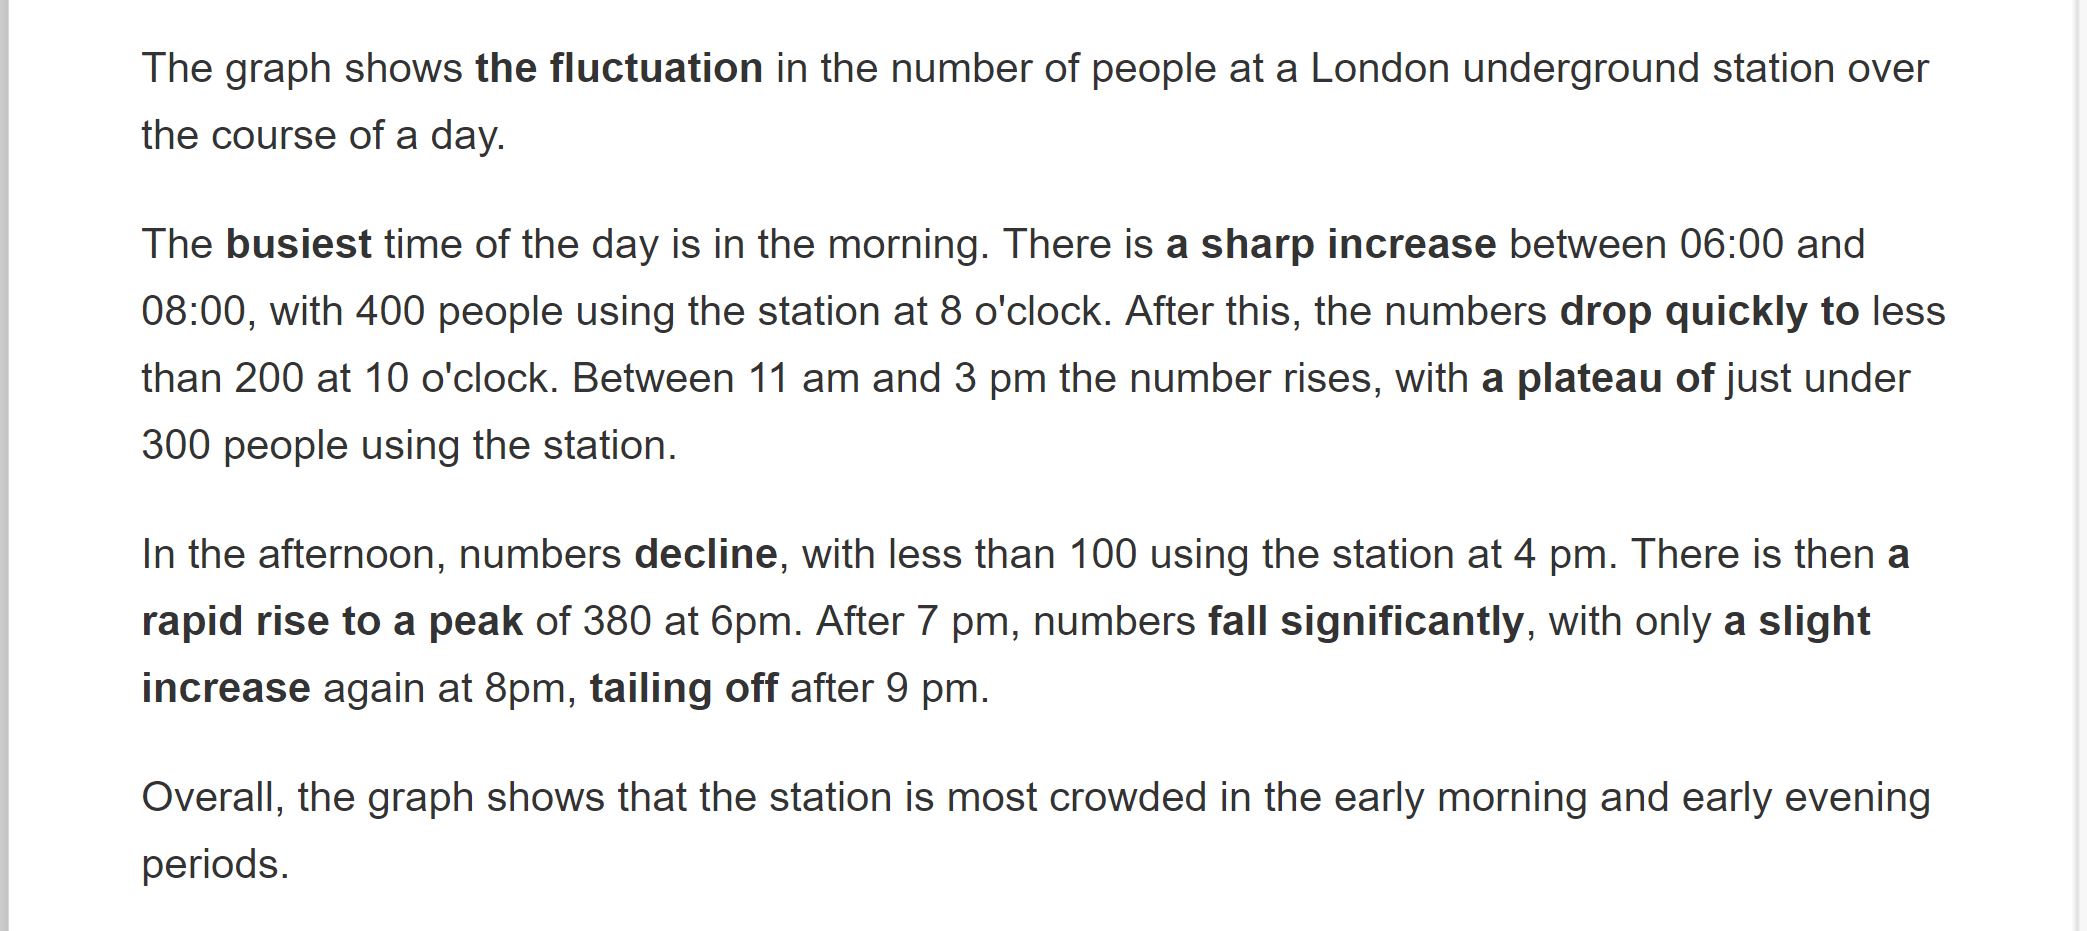 The graph shows the fluctuation in the number of people at a London underground station over
the course of a day.
The busiest time of the day is in the morning. There is a sharp increase between 06:00 and
08:00, with 400 people using the station at 8 o'clock. After this, the numbers drop quickly to less
than 200 at 10 o'clock. Between 11 am and 3 pm the number rises, with a plateau of just under
300 people using the station.
In the afternoon, numbers decline, with less than 100 using the station at 4 pm. There is then a
rapid rise to a peak of 380 at 6pm. After 7 pm, numbers fall significantly, with only a slight
increase again at 8pm, tailing off after 9 pm.
Overall, the graph shows that the station is most crowded in the early morning and early evening
periods.